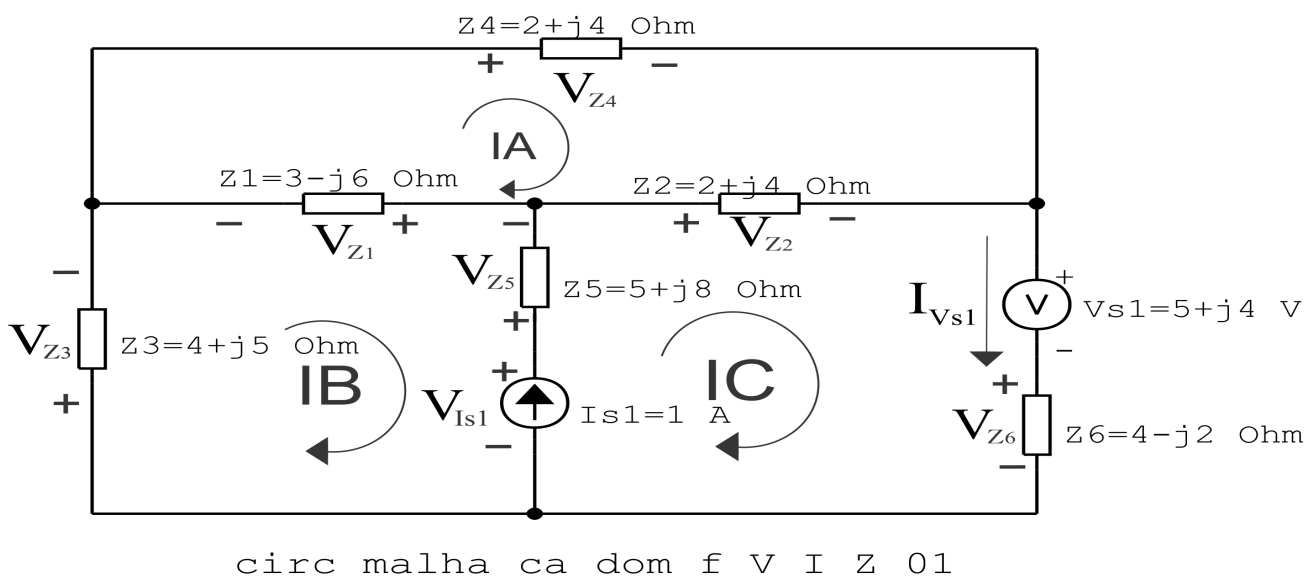 Z4=2+j4 Ohm
+ −
VZ4
IA
Z1=3-j6 Ohm
Z2=2+j4 Ohm
− + − + −
VZ1
VZ2
−
VZ5
Z5=5+j8 Ohm
+
IVs1
+
V
Vs1=5+j4 V
−
VZ3
Z3=4+j5 Ohm
+
IB
IC
+
VIs1
Is1=1 A
−
+
VZ6
Z6=4-j2 Ohm
−
circ malha ca dom f V I Z 01